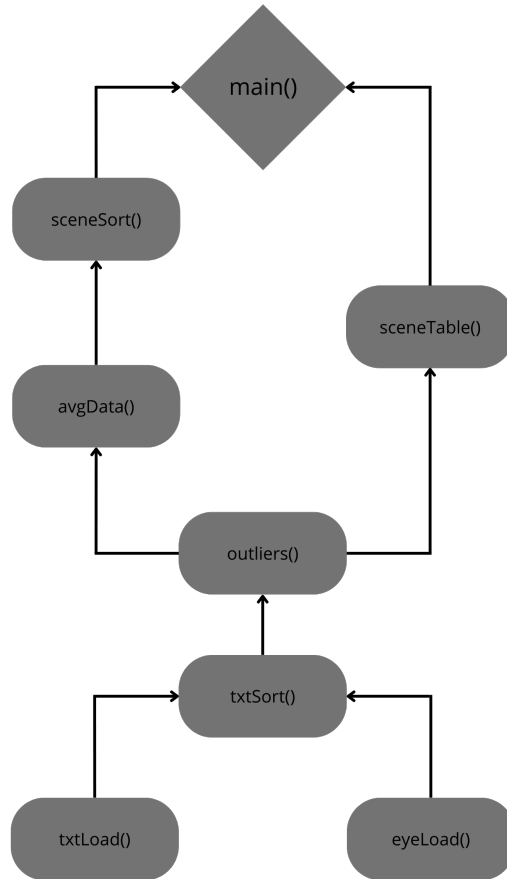 main()
sceneSort()
sceneTable()
avgData()
outliers()
txtSort()
txtLoad()
eyeLoad()